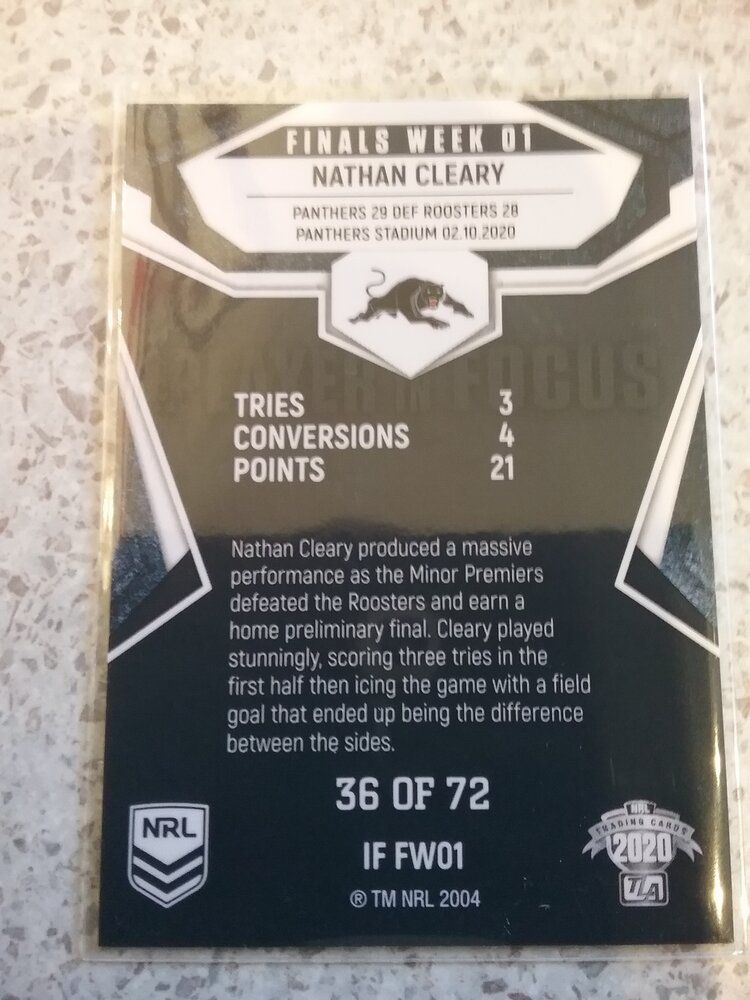 FINALS WEEK 01
NATHAN CLEARY
PANTHERS 29 DEF ROOSTERS 28
PANTHERS STADIUM 02.10.2020
PLAYER IN FOCUS
TRIES 3
CONVERSIONS 4
POINTS 21
Nathan Cleary produced a massive
performance as the Minor Premiers
defeated the Roosters and earn a
home preliminary final. Cleary played
stunningly, scoring three tries in the
first half then icing the game with a field
goal that ended up being the difference
between the sides.
36 OF 72
NRL
IF FW01
® TM NRL 2004
NRL
TRADING CARDS
2020
TLA